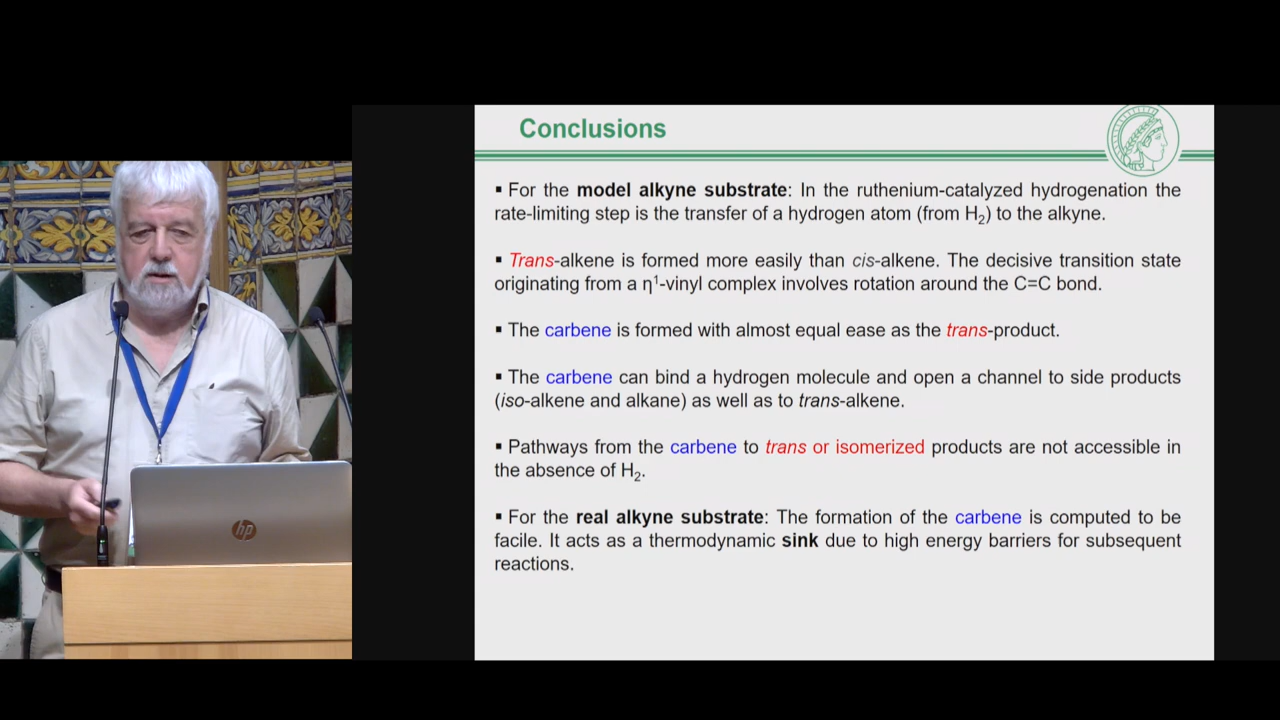 Conclusions
▪ For the model alkyne substrate: In the ruthenium-catalyzed hydrogenation the
rate-limiting step is the transfer of a hydrogen atom (from H₂) to the alkyne.
▪ Trans-alkene is formed more easily than cis-alkene. The decisive transition state
originating from a η¹-vinyl complex involves rotation around the C=C bond.
▪ The carbene is formed with almost equal ease as the trans-product.
▪ The carbene can bind a hydrogen molecule and open a channel to side products
(iso-alkene and alkane) as well as to trans-alkene.
▪ Pathways from the carbene to trans or isomerized products are not accessible in
the absence of H₂.
▪ For the real alkyne substrate: The formation of the carbene is computed to be
facile. It acts as a thermodynamic sink due to high energy barriers for subsequent
reactions.
hp